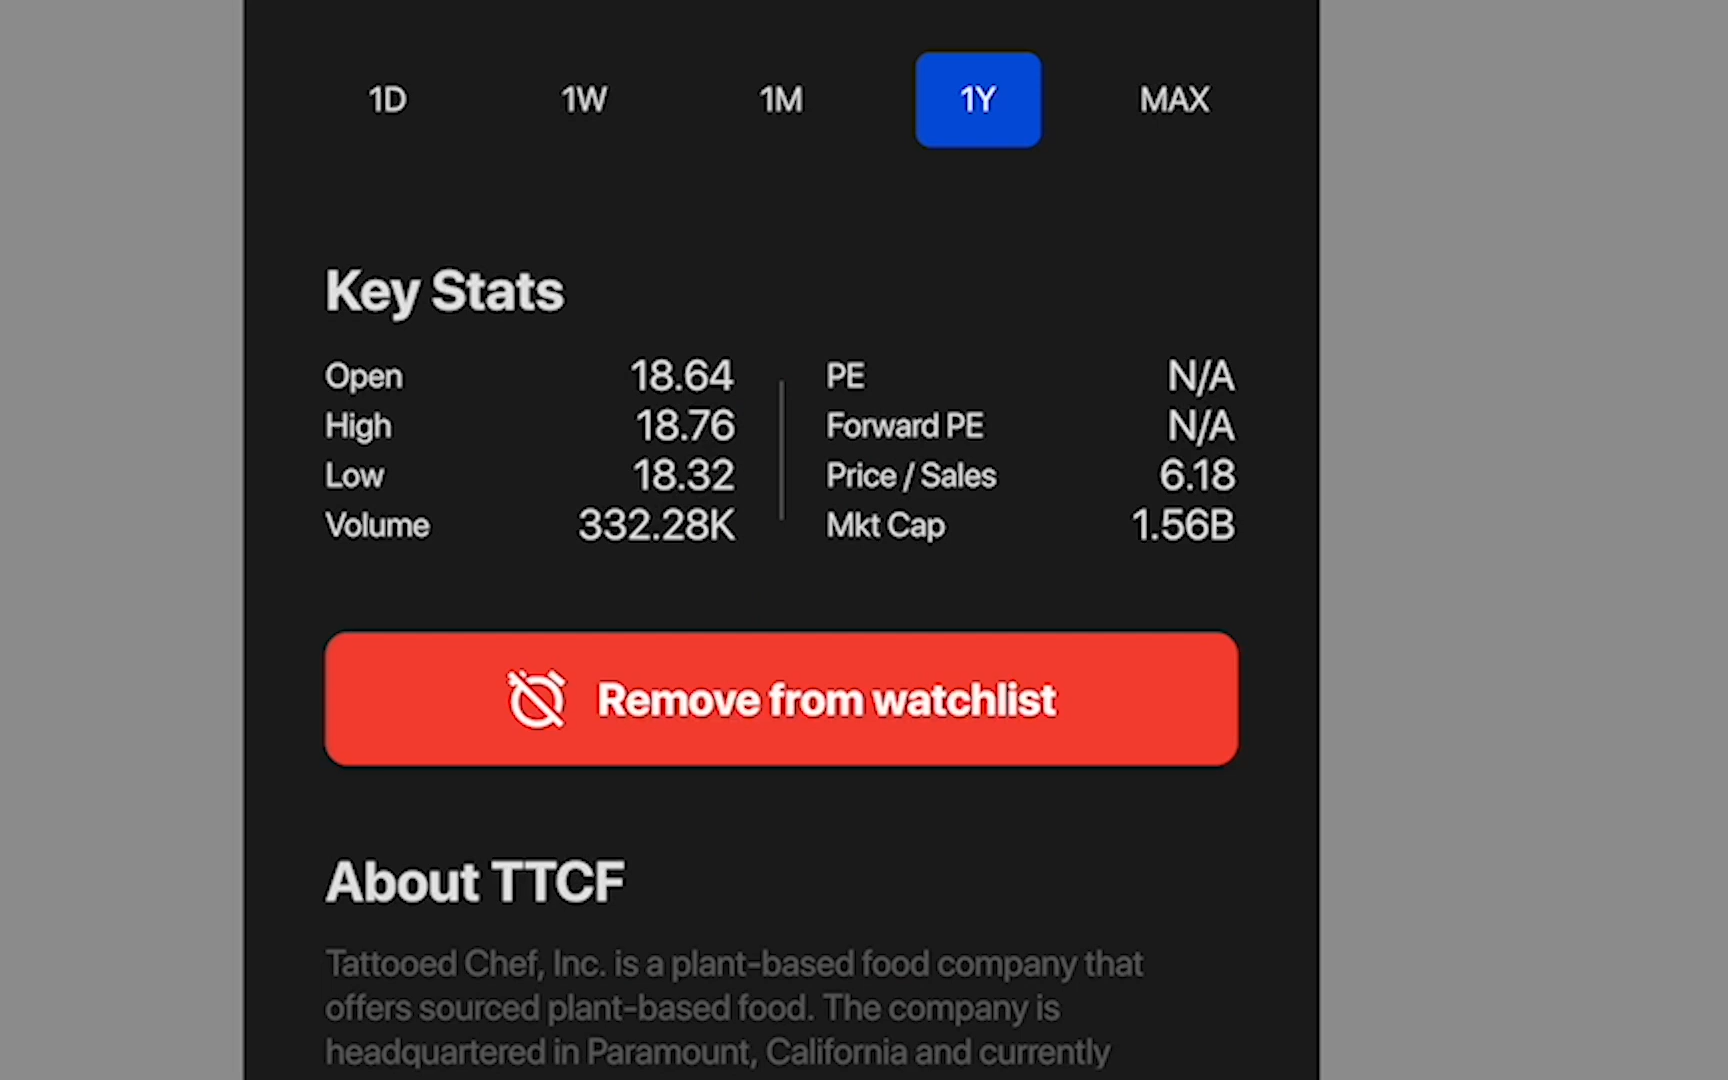 1D 1W 1M 1Y MAX
Key Stats
Open 18.64 PE N/A
High 18.76 Forward PE N/A
Low 18.32 Price / Sales 6.18
Volume 332.28K Mkt Cap 1.56B
Remove from watchlist
About TTCF
Tattooed Chef, Inc. is a plant-based food company that
offers sourced plant-based food. The company is
headquartered in Paramount, California and currently